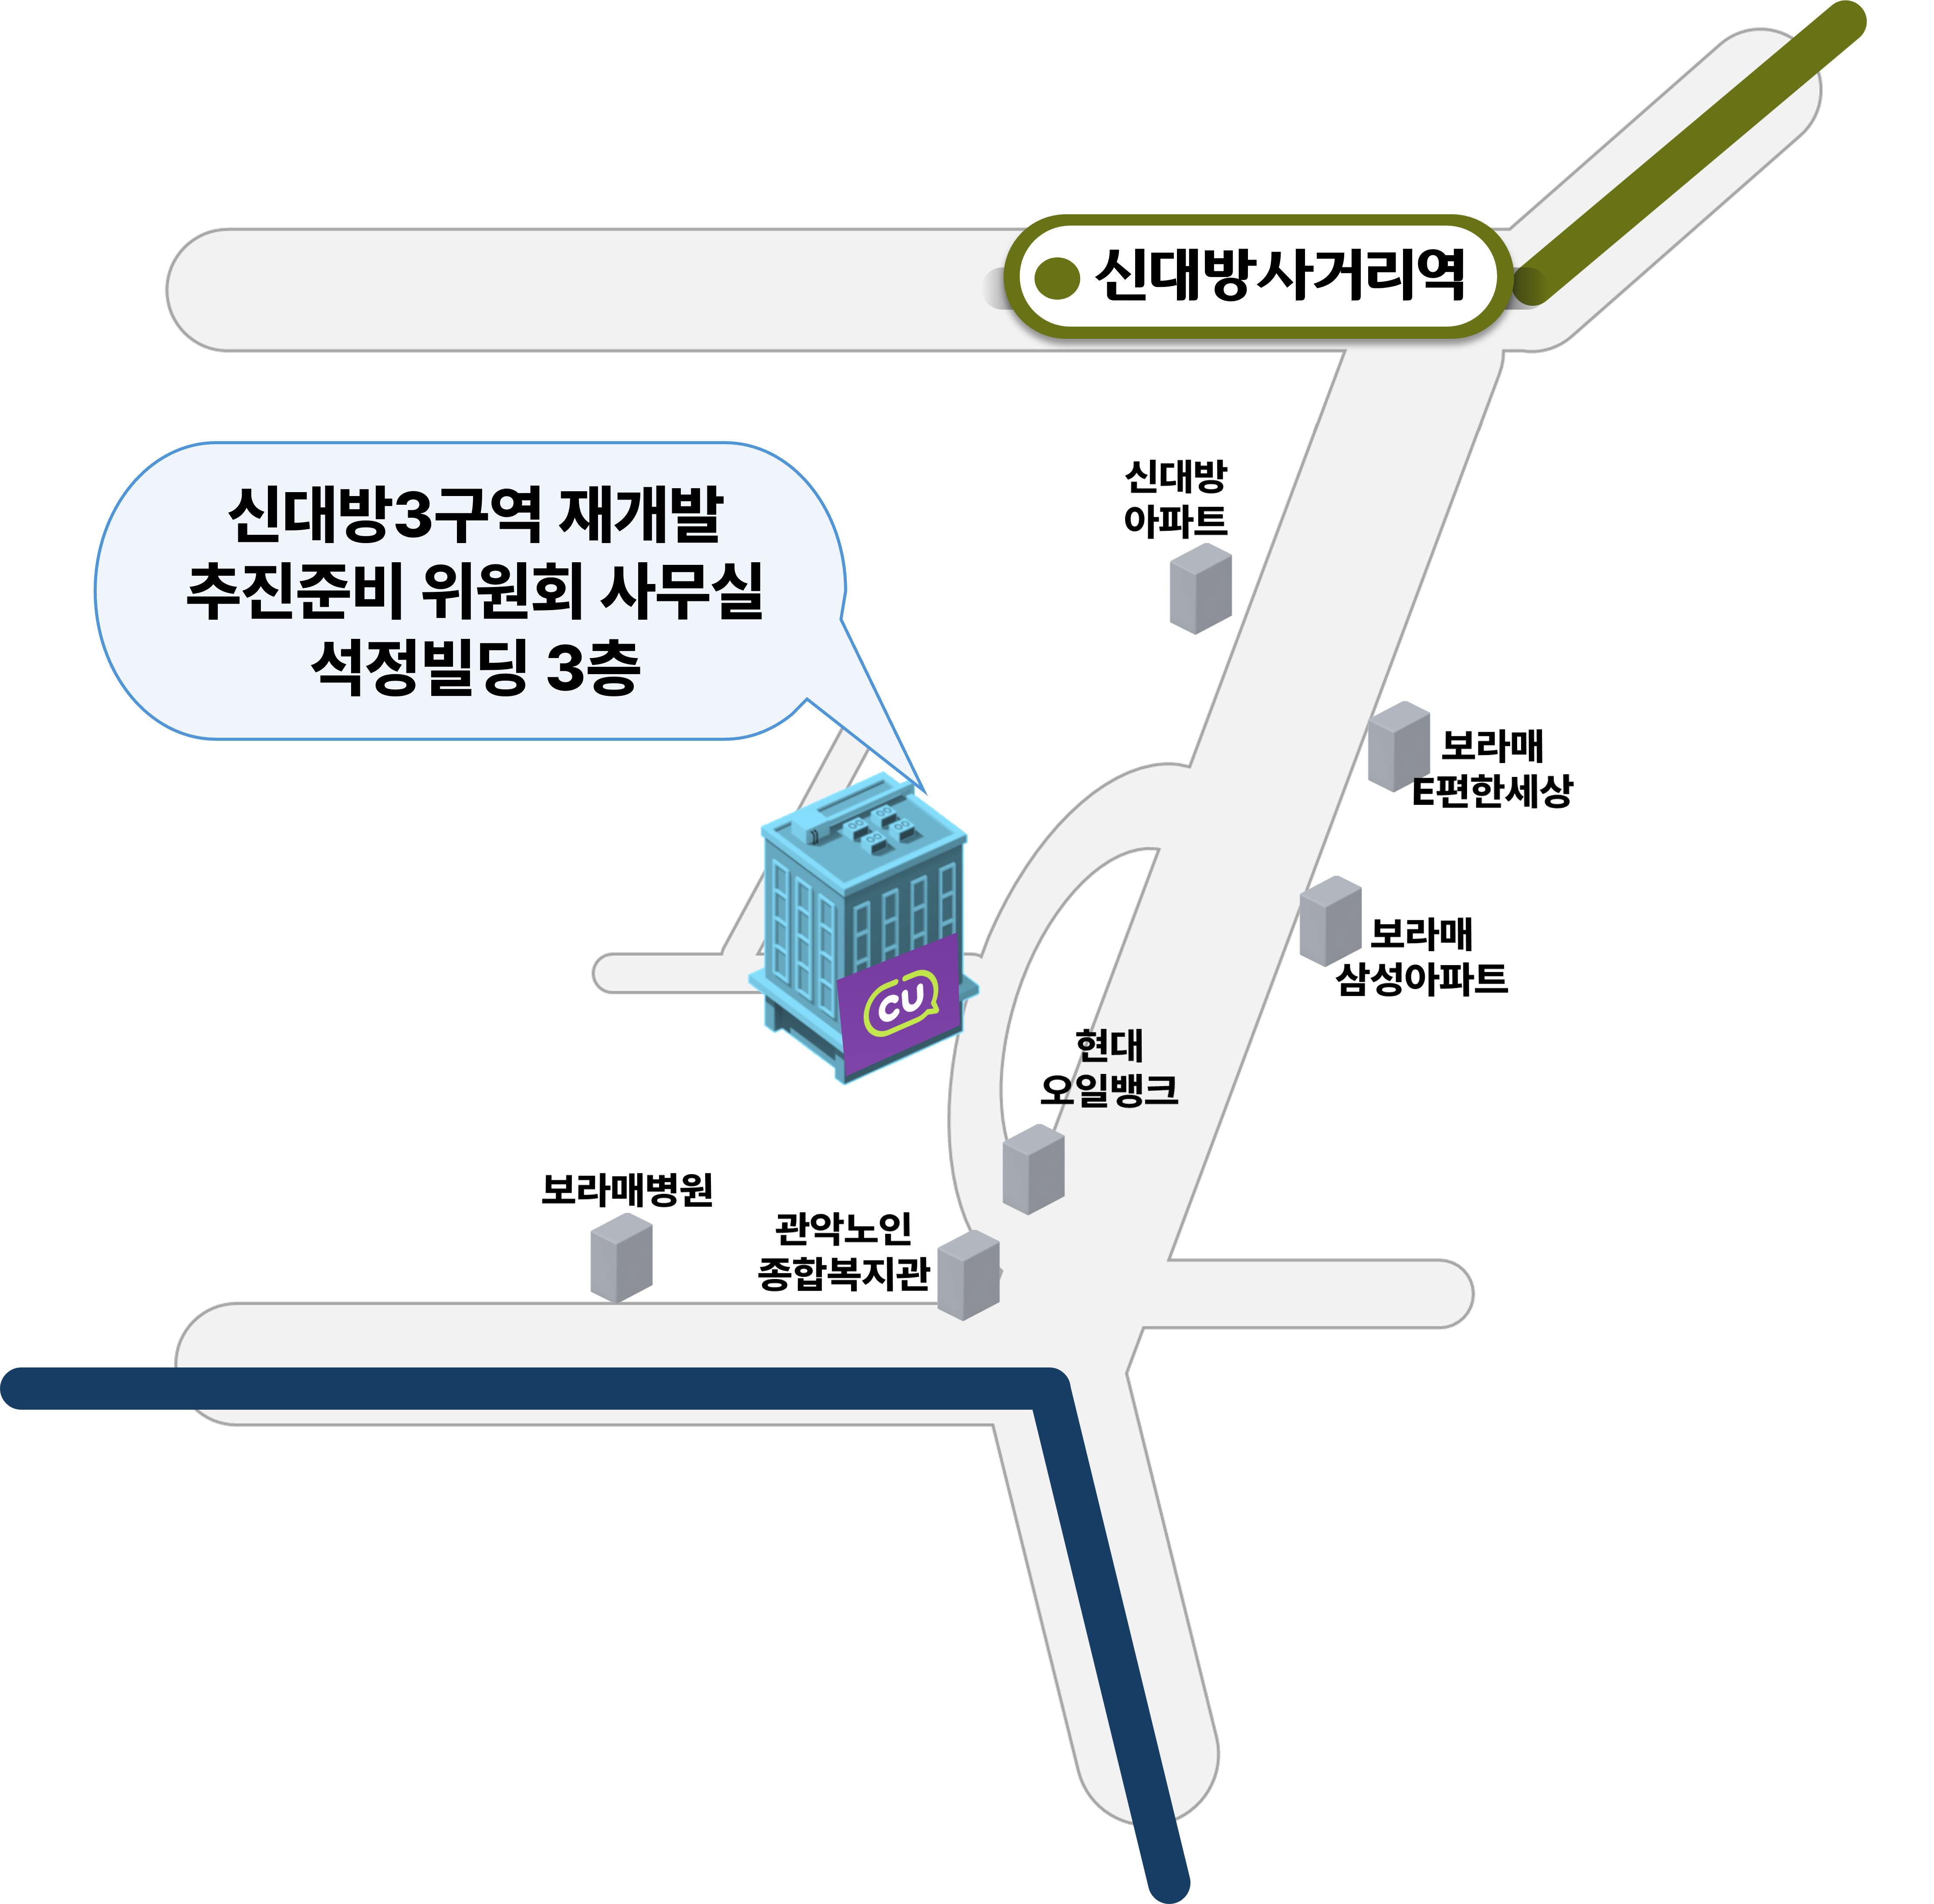 신대방사거리역
신대방3구역 재개발
추진준비 위원회 사무실
석정빌딩 3층
신대방
아파트
보라매
E편한세상
보라매
삼성아파트
CU
현대
오일뱅크
보라매병원
관악노인
종합복지관